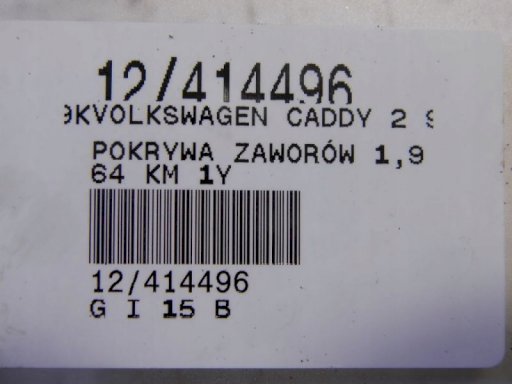 12/414496
9KVOLKSWAGEN CADDY 2 9
POKRYWA ZAWORÓW 1,9
64 KM 1Y
12/414496
G I 15 B